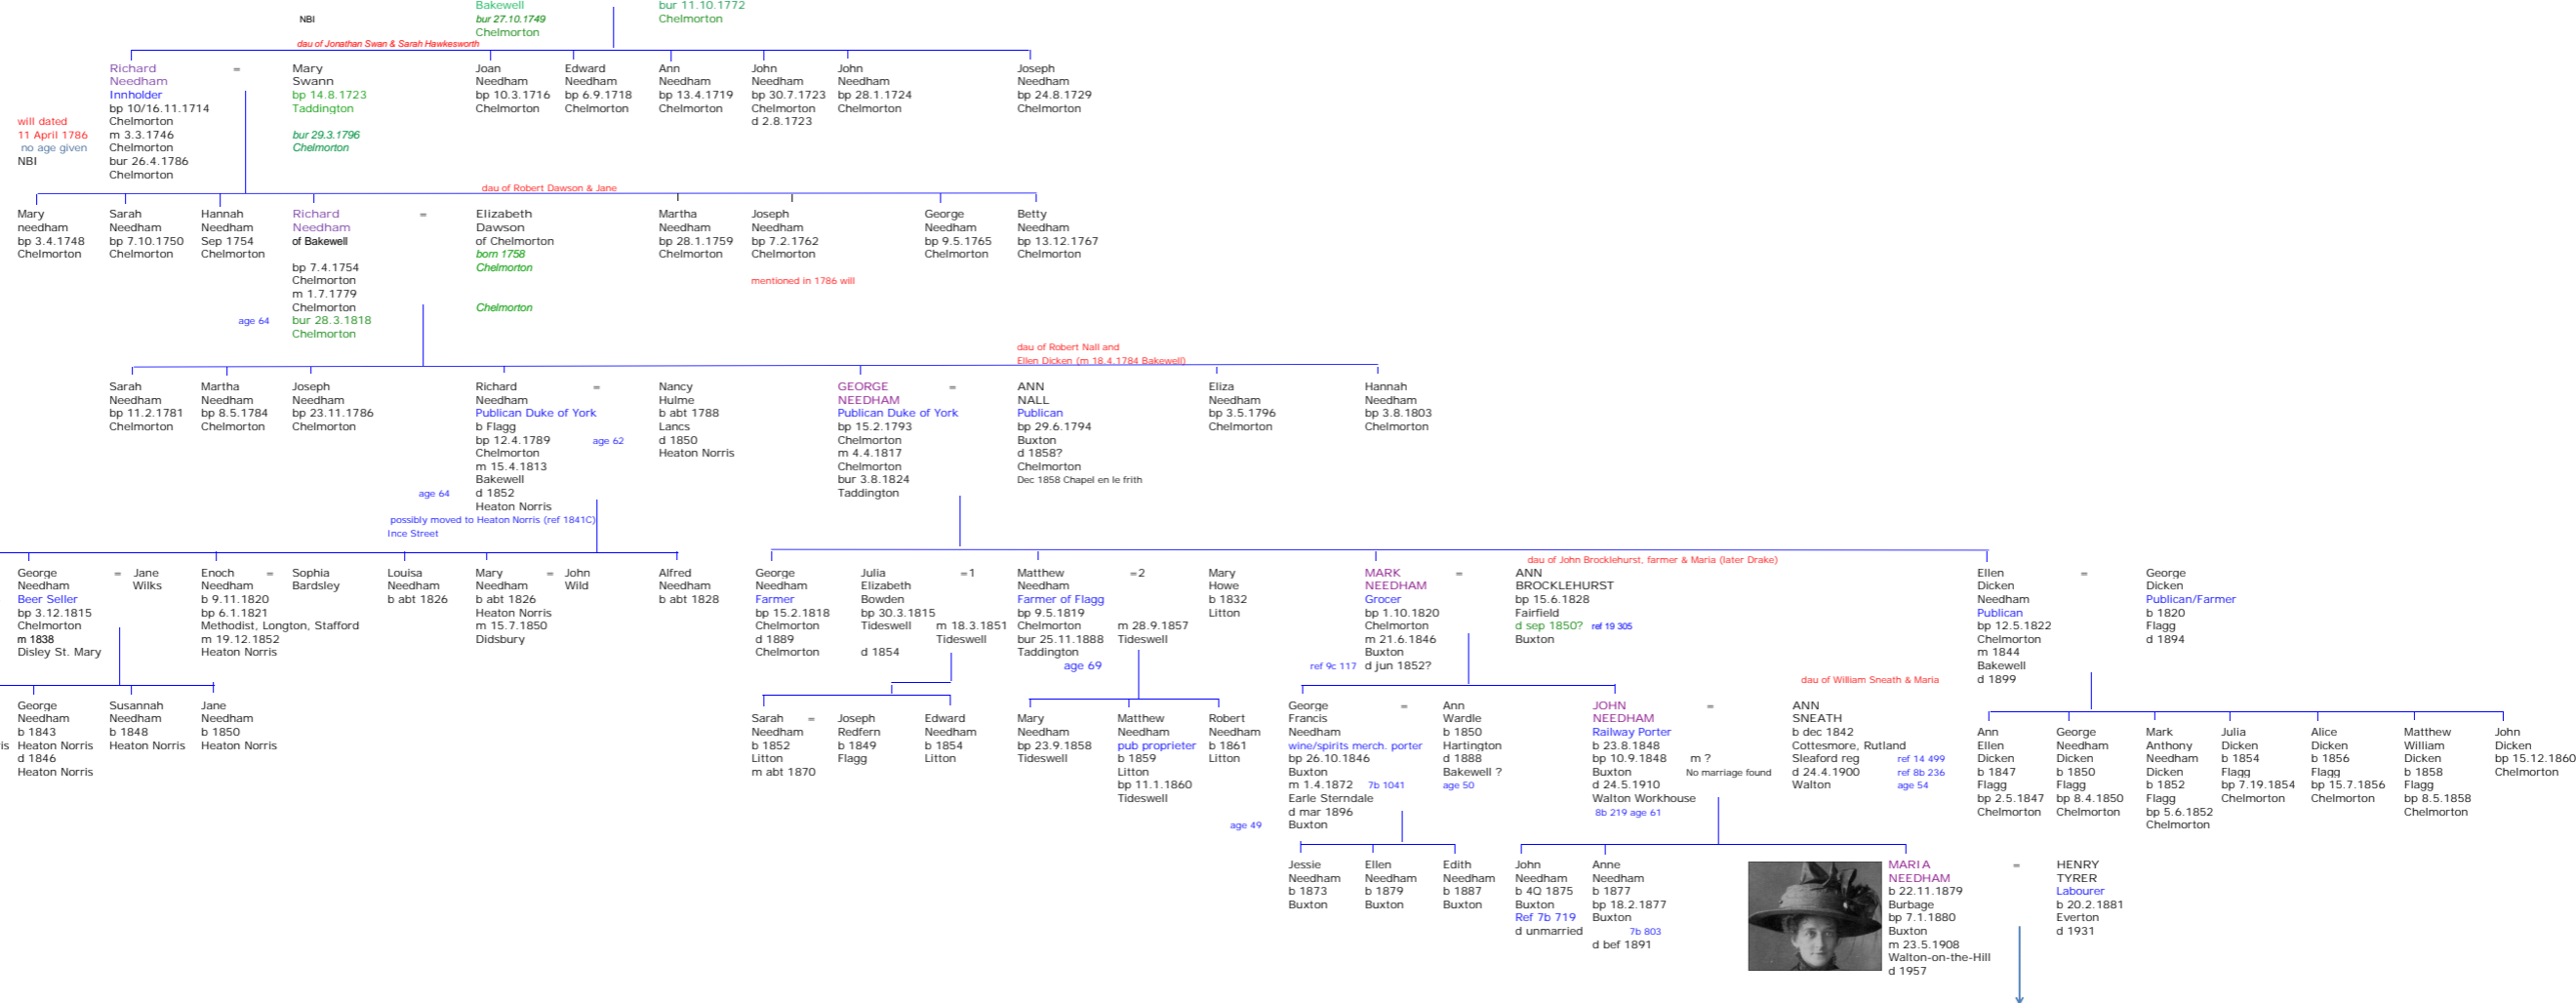 Bakewell
bur 27.10.1749
Chelmorton
bur 11.10.1772
Chelmorton
NBI
dau of Jonathan Swan & Sarah Hawkesworth
will dated
11 April 1786
no age given
NBI
Richard
Needham
Innholder
bp 10/16.11.1714
Chelmorton
m 3.3.1746
Chelmorton
bur 26.4.1786
Chelmorton
=
Mary
Swann
bp 14.8.1723
Taddington
bur 29.3.1796
Chelmorton
Joan
Needham
bp 10.3.1716
Chelmorton
Edward
Needham
bp 6.9.1718
Chelmorton
Ann
Needham
bp 13.4.1719
Chelmorton
John
Needham
bp 30.7.1723
Chelmorton
d 2.8.1723
John
Needham
bp 28.1.1724
Chelmorton
Joseph
Needham
bp 24.8.1729
Chelmorton
dau of Robert Dawson & Jane
Mary
needham
bp 3.4.1748
Chelmorton
Sarah
Needham
bp 7.10.1750
Chelmorton
Hannah
Needham
Sep 1754
Chelmorton
Richard
Needham
of Bakewell
bp 7.4.1754
Chelmorton
m 1.7.1779
Chelmorton
age 64
bur 28.3.1818
Chelmorton
=
Elizabeth
Dawson
of Chelmorton
born 1758
Chelmorton
Chelmorton
Martha
Needham
bp 28.1.1759
Chelmorton
Joseph
Needham
bp 7.2.1762
Chelmorton
mentioned in 1786 will
George
Needham
bp 9.5.1765
Chelmorton
Betty
Needham
bp 13.12.1767
Chelmorton
dau of Robert Nall and
Ellen Dicken (m 18.4.1784 Bakewell)
Sarah
Needham
bp 11.2.1781
Chelmorton
Martha
Needham
bp 8.5.1784
Chelmorton
Joseph
Needham
bp 23.11.1786
Chelmorton
Richard
Needham
Publican Duke of York
b Flagg
bp 12.4.1789
Chelmorton
m 15.4.1813
Bakewell
age 64
d 1852
Heaton Norris
possibly moved to Heaton Norris (ref 1841C)
Ince Street
=
age 62
Nancy
Hulme
b abt 1788
Lancs
d 1850
Heaton Norris
GEORGE
NEEDHAM
Publican Duke of York
bp 15.2.1793
Chelmorton
m 4.4.1817
Chelmorton
bur 3.8.1824
Taddington
=
ANN
NALL
Publican
bp 29.6.1794
Buxton
d 1858?
Chelmorton
Dec 1858 Chapel en le frith
Eliza
Needham
bp 3.5.1796
Chelmorton
Hannah
Needham
bp 3.8.1803
Chelmorton
George
Needham
Beer Seller
bp 3.12.1815
Chelmorton
m 1838
Disley St. Mary
=
Jane
Wilks
Enoch
Needham
b 9.11.1820
bp 6.1.1821
Methodist, Longton, Stafford
m 19.12.1852
Heaton Norris
=
Sophia
Bardsley
Louisa
Needham
b abt 1826
Mary
Needham
b abt 1826
Heaton Norris
m 15.7.1850
Didsbury
=
John
Wild
Alfred
Needham
b abt 1828
George
Needham
Farmer
bp 15.2.1818
Chelmorton
d 1889
Chelmorton
Julia
Elizabeth
Bowden
bp 30.3.1815
Tideswell
d 1854
=1
m 18.3.1851
Tideswell
Matthew
Needham
Farmer of Flagg
bp 9.5.1819
Chelmorton
bur 25.11.1888
Taddington
age 69
=2
m 28.9.1857
Tideswell
Mary
Howe
b 1832
Litton
MARK
NEEDHAM
Grocer
bp 1.10.1820
Chelmorton
m 21.6.1846
Buxton
ref 9c 117
d jun 1852?
=
dau of John Brocklehurst, farmer & Maria (later Drake)
ANN
BROCKLEHURST
bp 15.6.1828
Fairfield
d sep 1850?
ref 19 305
Buxton
Ellen
Dicken
Needham
Publican
bp 12.5.1822
Chelmorton
m 1844
Bakewell
d 1899
=
George
Dicken
Publican/Farmer
b 1820
Flagg
d 1894
is
George
Needham
b 1843
Heaton Norris
d 1846
Heaton Norris
Susannah
Needham
b 1848
Heaton Norris
Jane
Needham
b 1850
Heaton Norris
Sarah
Needham
b 1852
Litton
m abt 1870
=
Joseph
Redfern
b 1849
Flagg
Edward
Needham
b 1854
Litton
Mary
Needham
bp 23.9.1858
Tideswell
Matthew
Needham
pub proprieter
b 1859
Litton
bp 11.1.1860
Tideswell
Robert
Needham
b 1861
Litton
George
Francis
Needham
wine/spirits merch. porter
bp 26.10.1846
Buxton
m 1.4.1872
7b 1041
Earle Sterndale
d mar 1896
age 49
Buxton
=
Ann
Wardle
b 1850
Hartington
d 1888
Bakewell ?
age 50
JOHN
NEEDHAM
Railway Porter
b 23.8.1848
bp 10.9.1848
Buxton
d 24.5.1910
Walton Workhouse
8b 219 age 61
=
m ?
No marriage found
dau of William Sneath & Maria
ANN
SNEATH
b dec 1842
Cottesmore, Rutland
Sleaford reg
ref 14 499
d 24.4.1900
ref 8b 236
Walton
age 54
Ann
Ellen
Dicken
b 1847
Flagg
bp 2.5.1847
Chelmorton
George
Needham
Dicken
b 1850
Flagg
bp 8.4.1850
Chelmorton
Mark
Anthony
Needham
Dicken
b 1852
Flagg
bp 5.6.1852
Chelmorton
Julia
Dicken
b 1854
Flagg
bp 7.19.1854
Chelmorton
Alice
Dicken
b 1856
Flagg
bp 15.7.1856
Chelmorton
Matthew
William
Dicken
b 1858
Flagg
bp 8.5.1858
Chelmorton
John
Dicken
bp 15.12.1860
Chelmorton
Jessie
Needham
b 1873
Buxton
Ellen
Needham
b 1879
Buxton
Edith
Needham
b 1887
Buxton
John
Needham
b 4Q 1875
Buxton
Ref 7b 719
d unmarried
Anne
Needham
b 1877
bp 18.2.1877
Buxton
7b 803
d bef 1891
MARIA
NEEDHAM
b 22.11.1879
Burbage
bp 7.1.1880
Buxton
m 23.5.1908
Walton-on-the-Hill
d 1957
=
HENRY
TYRER
Labourer
b 20.2.1881
Everton
d 1931